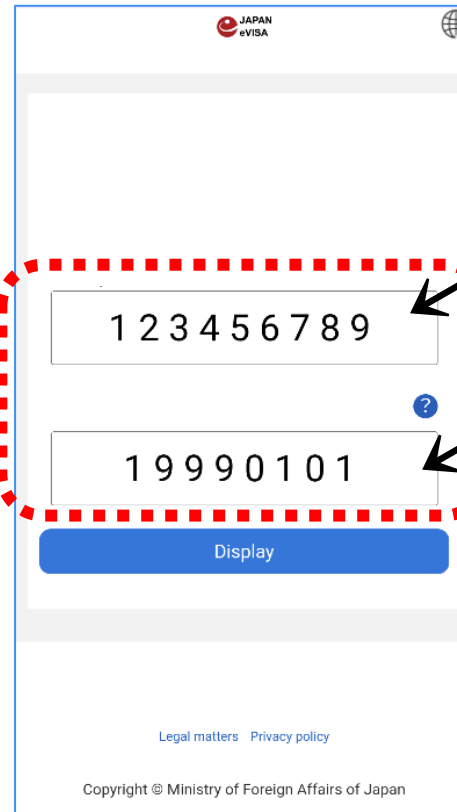 JAPAN
eVISA
123456789
?
19990101
Display
Legal matters Privacy policy
Copyright © Ministry of Foreign Affairs of Japan